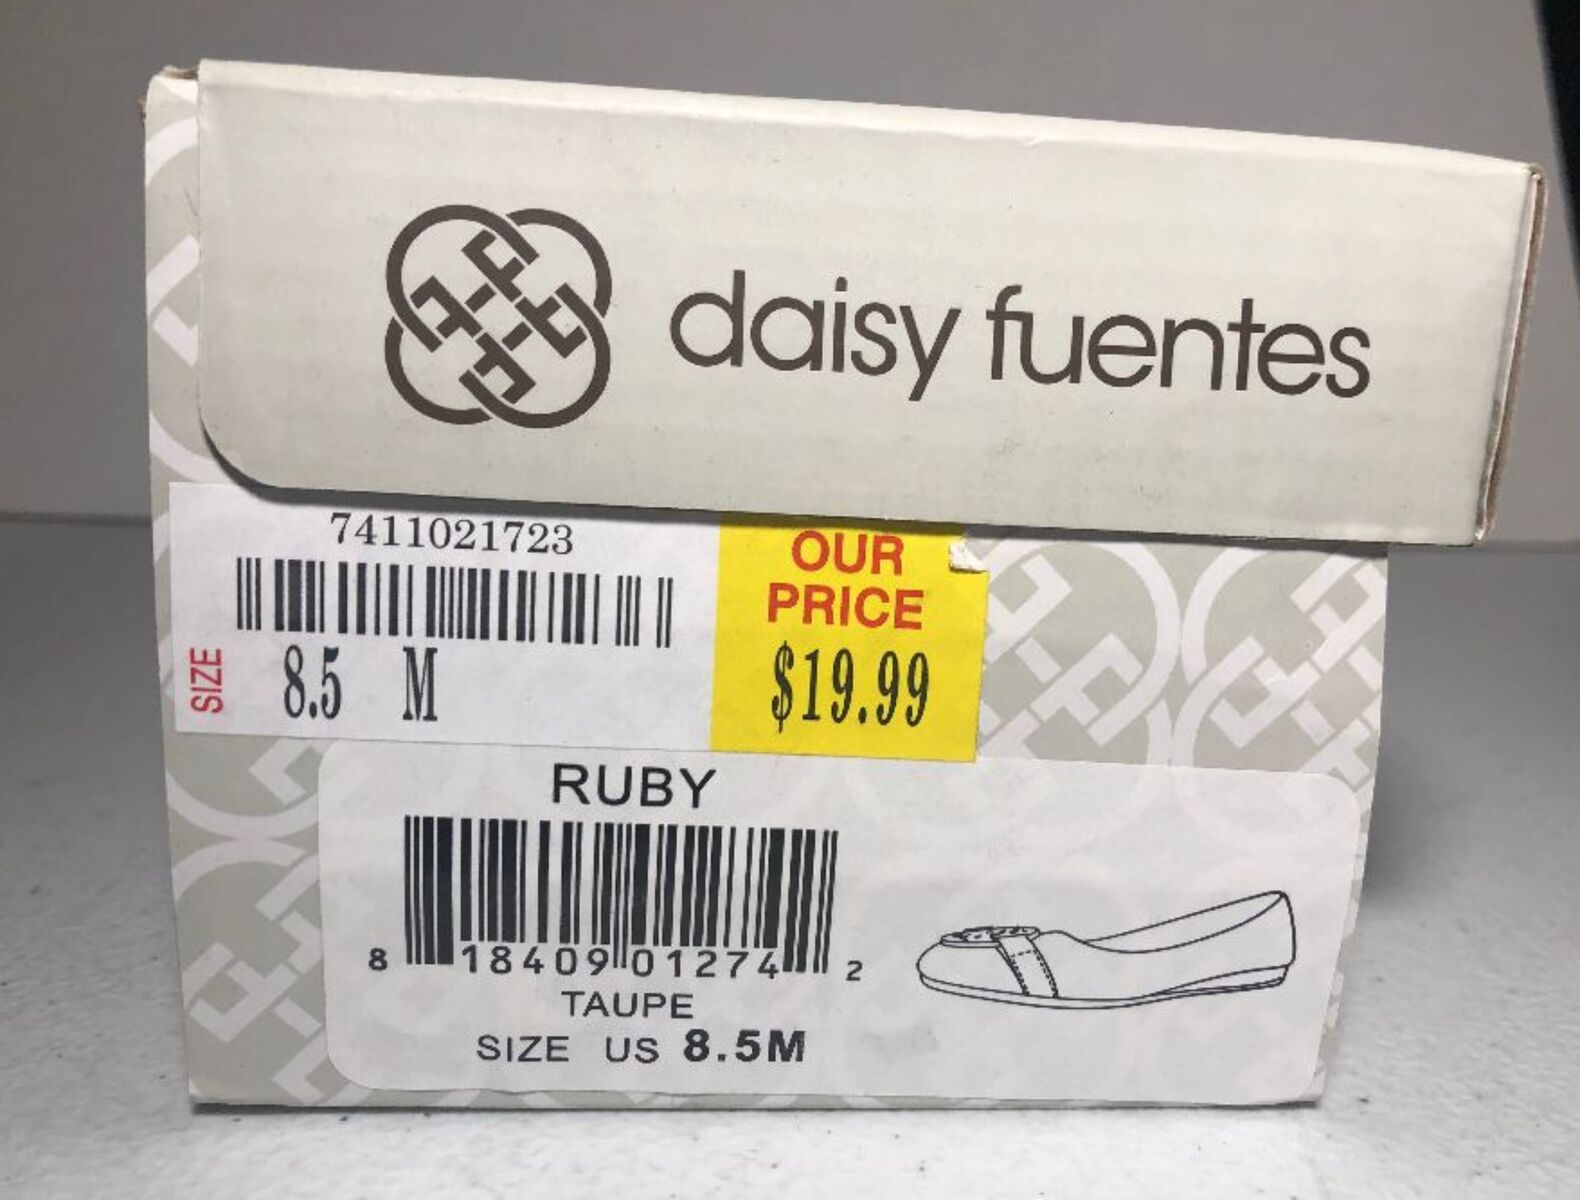 daisy fuentes
7411021723
SIZE 8.5 M
OUR
PRICE
$19.99
RUBY
8 18409 01274 2
TAUPE
SIZE US 8.5M